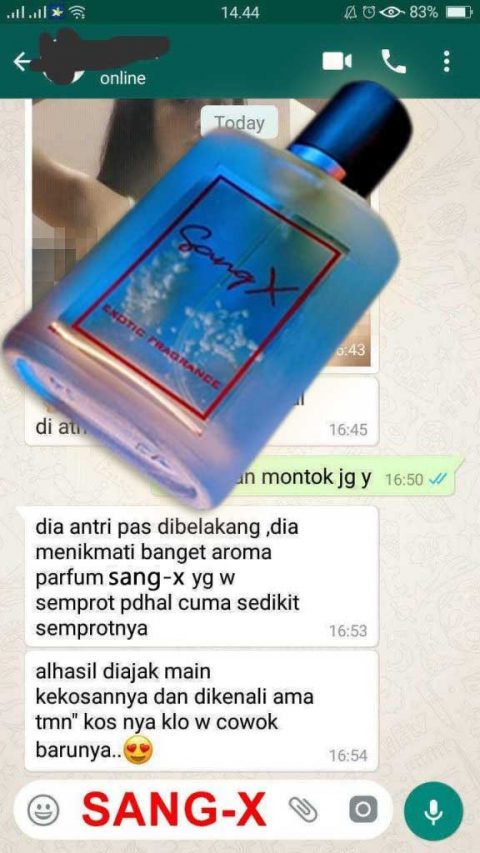 14.44
83%
online
Today
Sang X
EXOTIC FRAGRANCE
:43
di
16:45
montok jg y 16:50
dia antri pas dibelakang ,dia
menikmati banget aroma
parfum sang-x yg w
semprot pdhal cuma sedikit
semprotnya
16:53
alhasil diajak main
kekosannya dan dikenali ama
tmn" kos nya klo w cowok
barunya..😍
16:54
SANG-X